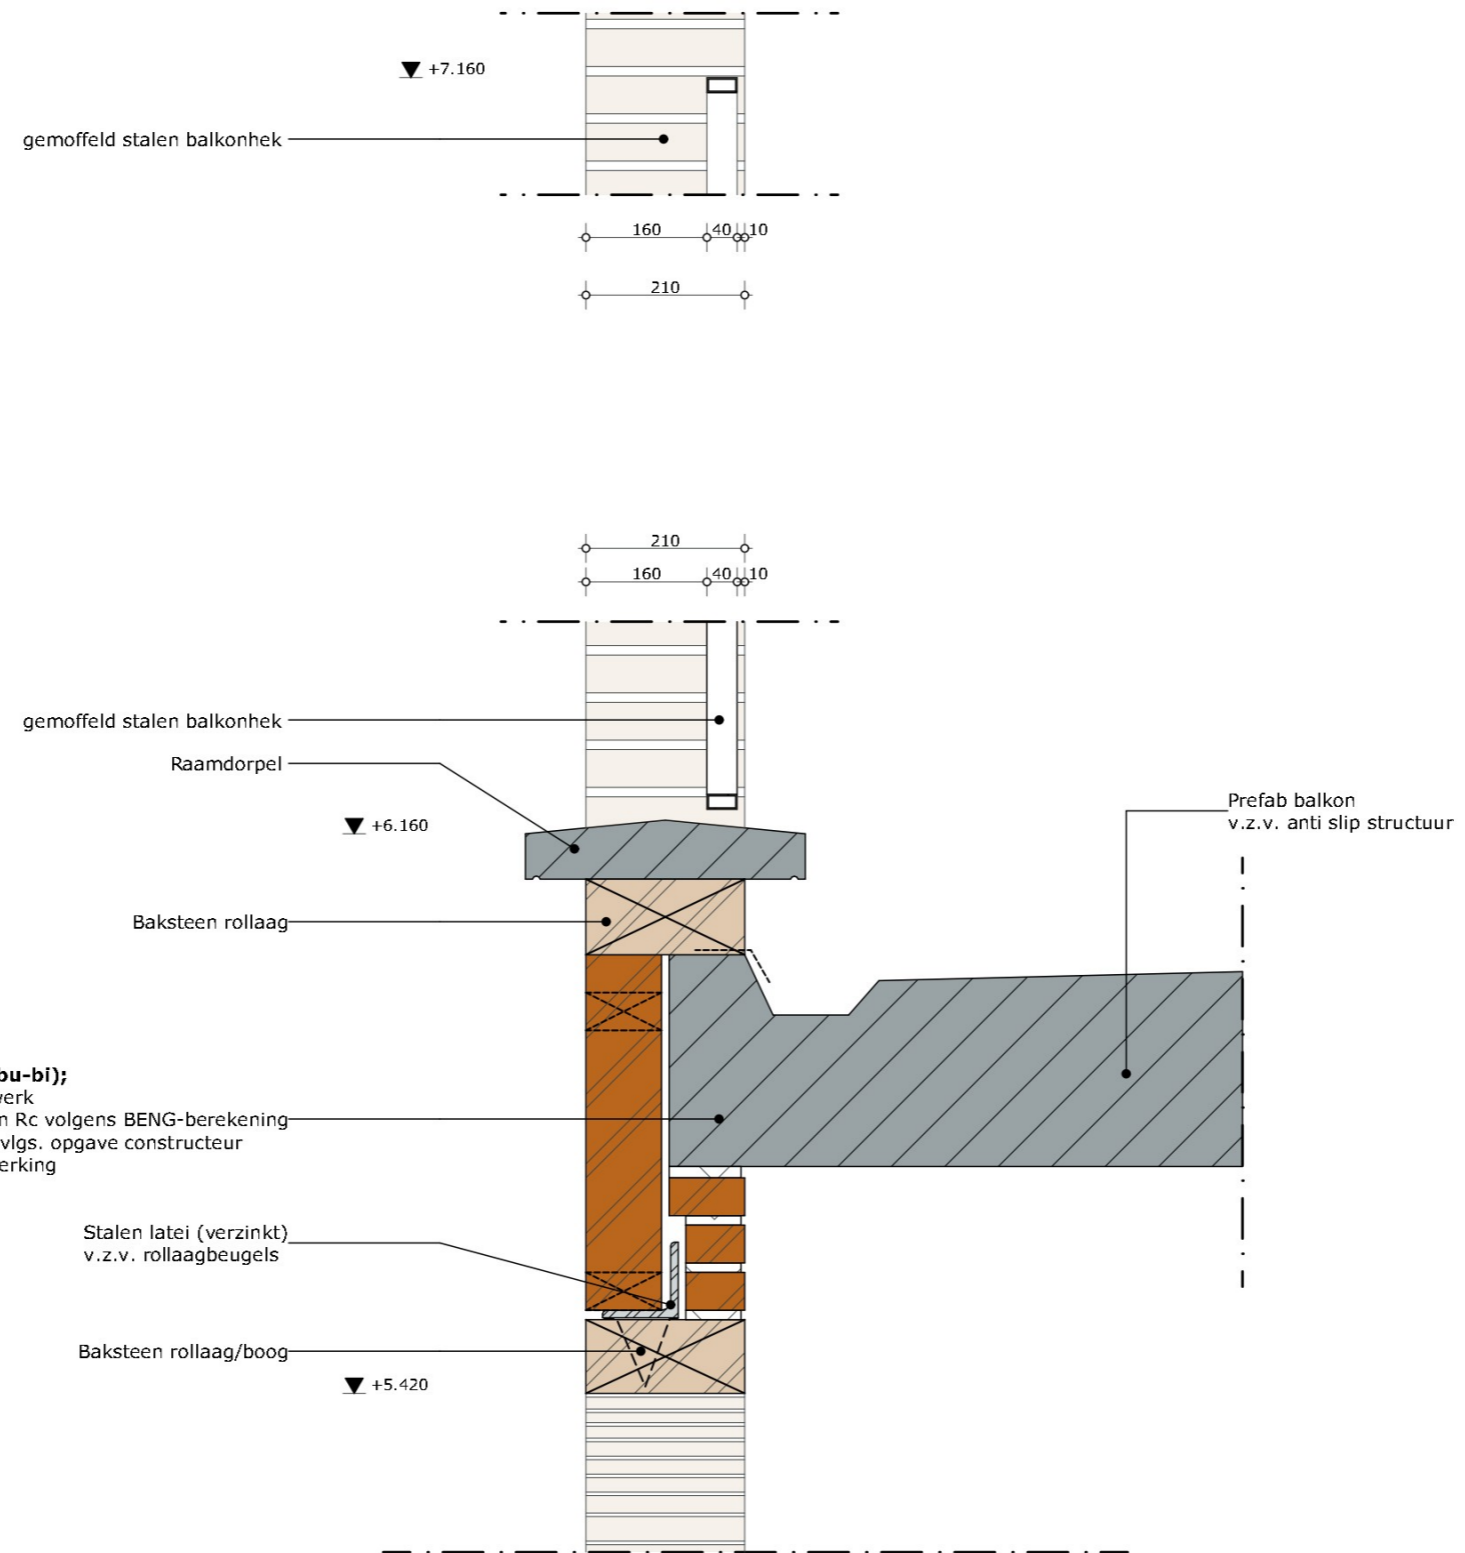 +7.160
gemoffeld stalen balkonhek
160 40 10
210
210
160 40 10
gemoffeld stalen balkonhek
Raamdorpel
Prefab balkon
v.z.v. anti slip structuur
+6.160
Baksteen rollaag
bu-bi);
Rc volgens BENG-berekening
vlgs. opgave constructeur
Stalen latei (verzinkt)
v.z.v. rollaagbeugels
Baksteen rollaag/boog
+5.420